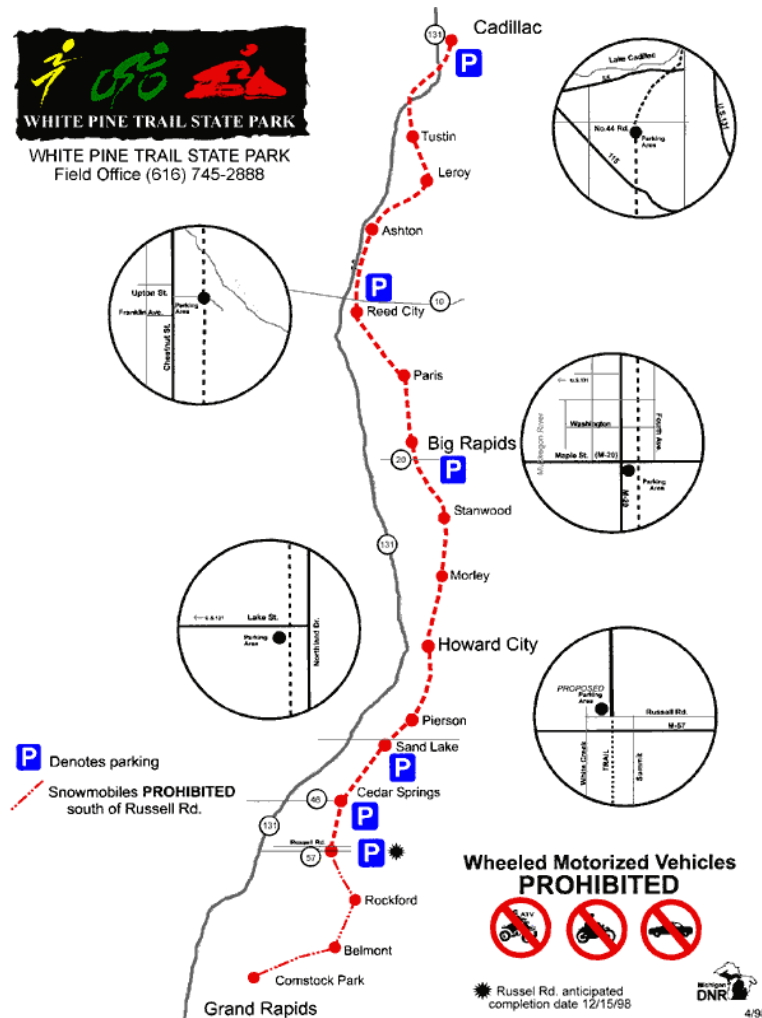 WHITE PINE TRAIL STATE PARK
WHITE PINE TRAIL STATE PARK
Field Office (616) 745-2888
131
Cadillac
P
Tustin
Leroy
Ashton
P
10
Reed City
Paris
Big Rapids
20
P
Stanwood
131
Morley
Howard City
Pierson
Sand Lake
P
46
Cedar Springs
P
131
Russell Rd.
57
P
Rockford
Belmont
Comstock Park
Grand Rapids
Lake Cadillac
55
U.S-131
No.44 Rd.
Parking
Area
115
Upton St.
Franklin Ave.
Parking
Area
Chestnut St.
U.S.131
Muskegon River
Washington
Fourth Ave.
Maple St. (M-20)
Parking
Area
M-20
U.S-131
Lake St.
Parking
Area
Northland Dr.
PROPOSED
Parking
Area
Russell Rd.
M-57
White Creek
TRAIL
Summit
P Denotes parking
Snowmobiles PROHIBITED
south of Russell Rd.
Wheeled Motorized Vehicles
PROHIBITED
ATV
Russel Rd. anticipated
completion date 12/15/98
Michigan
DNR